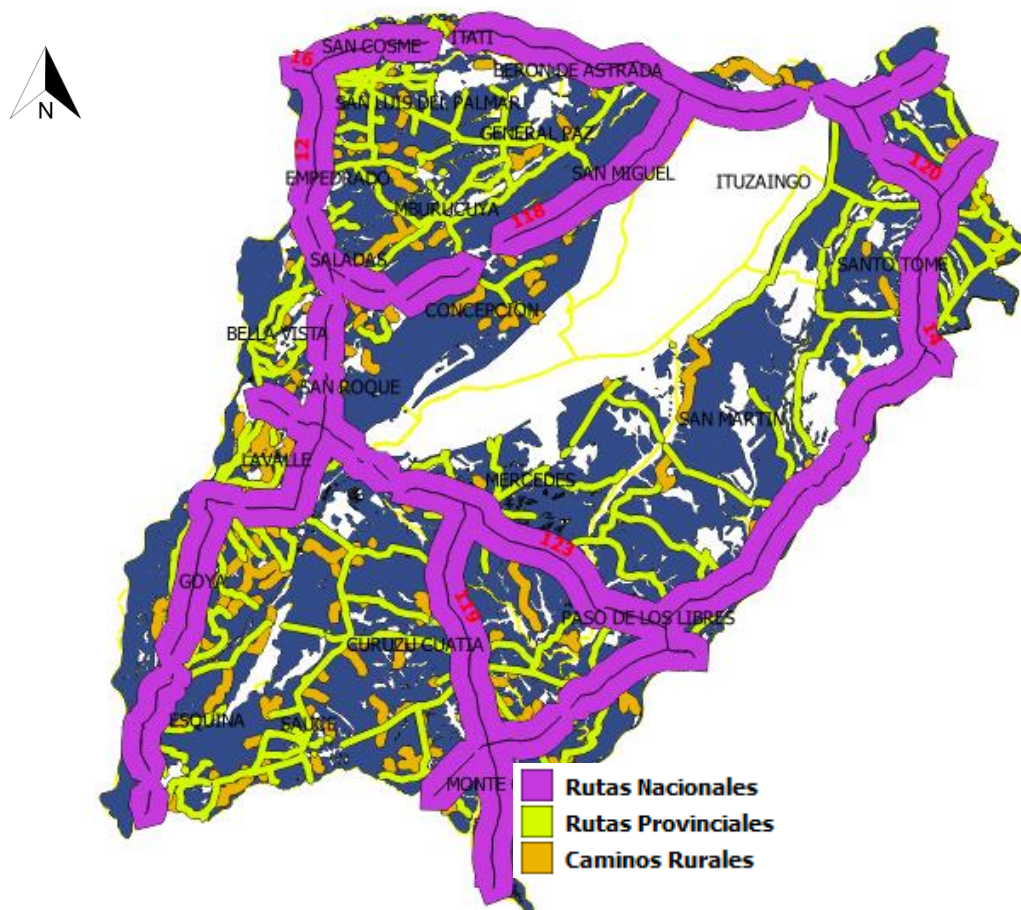 ITATI
SAN COSME
16
BERON DE ASTRADA
SAN LUIS DEL PALMAR
N
GENERAL PAZ
12
EMPEDRADO
SAN MIGUEL
ITUZAINGO
120
MBURUCUYA
118
SALADAS
SANTO TOME
CONCEPCION
BELLA VISTA
14
SAN ROQUE
SAN MARTIN
LAVALLE
MERCEDES
123
GOYA
119
PASO DE LOS LIBRES
CURUZU CUATIA
ESQUINA
SAUCE
MONTE
Rutas Nacionales
Rutas Provinciales
Caminos Rurales